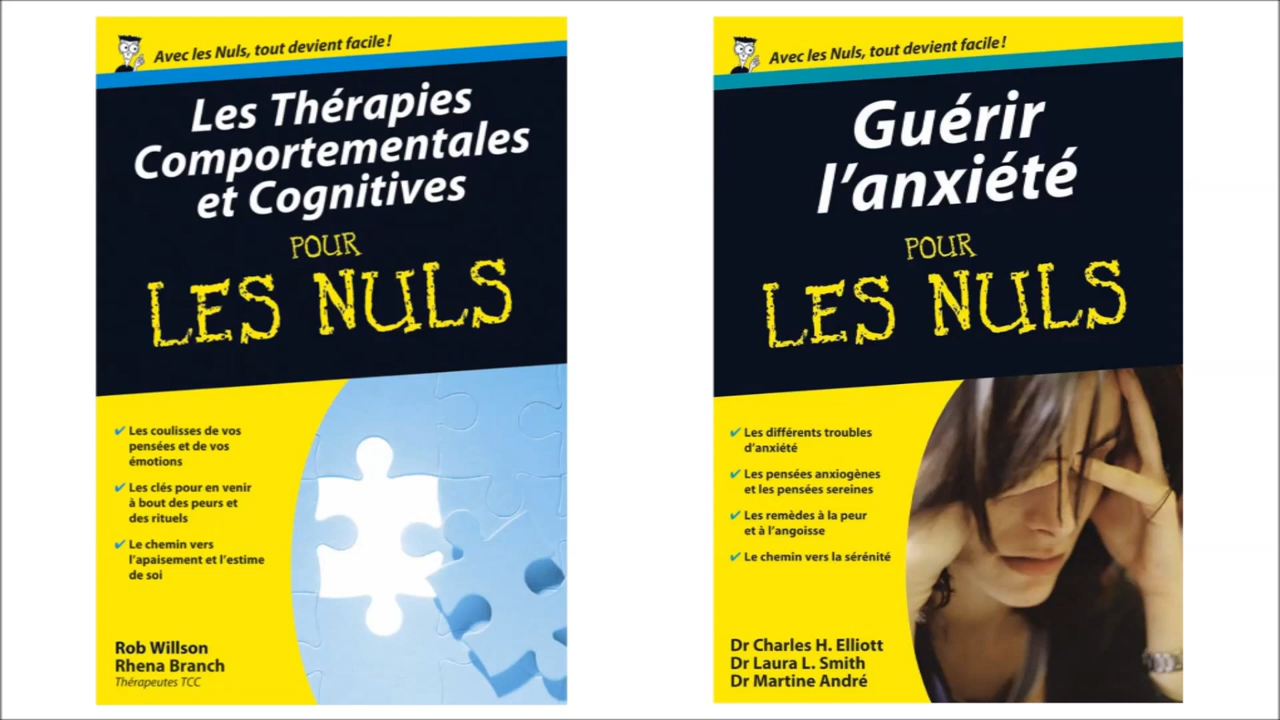 Avec les Nuls, tout devient facile !
Les Thérapies
Comportementales
et Cognitives
POUR
LES NULS
✔ Les coulisses de vos
pensées et de vos
émotions
✔ Les clés pour en venir
à bout des peurs et
des rituels
✔ Le chemin vers
l'apaisement et l'estime
de soi
Rob Willson
Rhena Branch
Thérapeutes TCC
Avec les Nuls, tout devient facile !
Guérir
l'anxiété
POUR
LES NULS
✔ Les différents troubles
d'anxiété
✔ Les pensées anxiogènes
et les pensées sereines
✔ Les remèdes à la peur
et à l'angoisse
✔ Le chemin vers la sérénité
Dr Charles H. Elliott
Dr Laura L. Smith
Dr Martine André